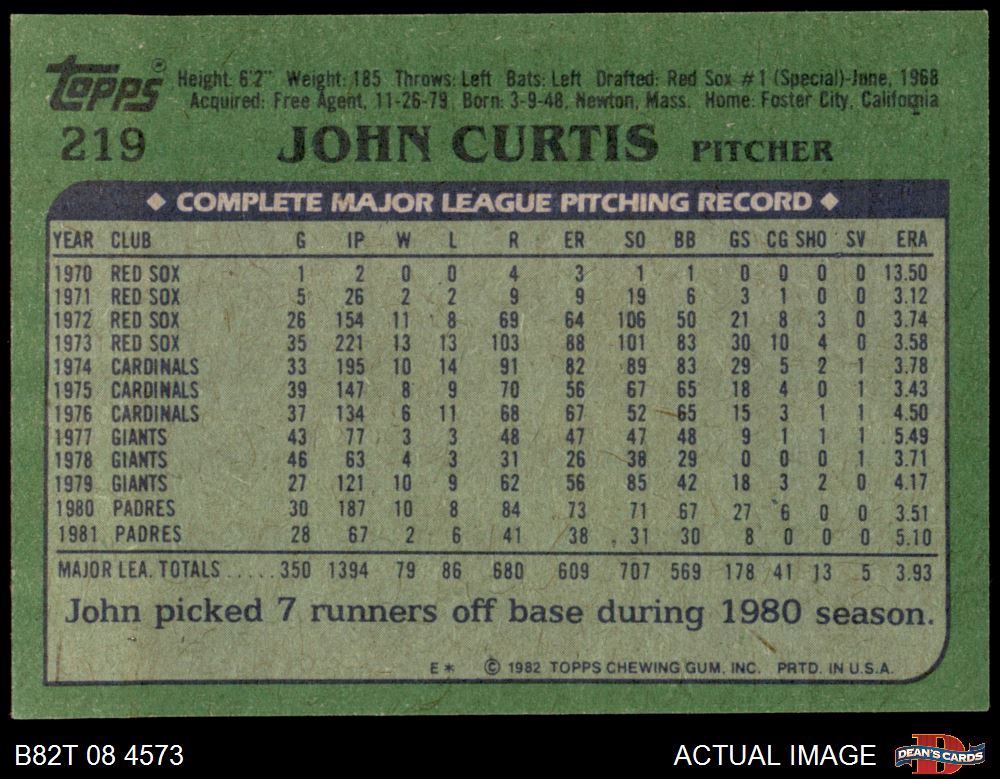 Topps® Height: 6'2" Weight: 185 Throws: Left Bats: Left Drafted: Red Sox #1 (Special)-June, 1968
Acquired: Free Agent, 11-26-79 Born: 3-9-48, Newton, Mass. Home: Foster City, California
219 JOHN CURTIS PITCHER
◆ COMPLETE MAJOR LEAGUE PITCHING RECORD ◆
YEAR CLUB G IP W L R ER SO BB GS CG SHO SV ERA
1970 RED SOX 1 2 0 0 4 3 1 1 0 0 0 0 13.50
1971 RED SOX 5 26 2 2 9 9 19 6 3 1 0 0 3.12
1972 RED SOX 26 154 11 8 69 64 106 50 21 8 3 0 3.74
1973 RED SOX 35 221 13 13 103 88 101 83 30 10 4 0 3.58
1974 CARDINALS 33 195 10 14 91 82 89 83 29 5 2 1 3.78
1975 CARDINALS 39 147 8 9 70 56 67 65 18 4 0 1 3.43
1976 CARDINALS 37 134 6 11 68 67 52 65 15 3 1 1 4.50
1977 GIANTS 43 77 3 3 48 47 47 48 9 1 1 1 5.49
1978 GIANTS 46 63 4 3 31 26 38 29 0 0 0 1 3.71
1979 GIANTS 27 121 10 9 62 56 85 42 18 3 2 0 4.17
1980 PADRES 30 187 10 8 84 73 71 67 27 6 0 0 3.51
1981 PADRES 28 67 2 6 41 38 31 30 8 0 0 0 5.10
MAJOR LEA. TOTALS ..... 350 1394 79 86 680 609 707 569 178 41 13 5 3.93
John picked 7 runners off base during 1980 season.
E* © 1982 TOPPS CHEWING GUM, INC. PRTD. IN U.S.A.
B82T 08 4573 ACTUAL IMAGE DEAN'S CARDS